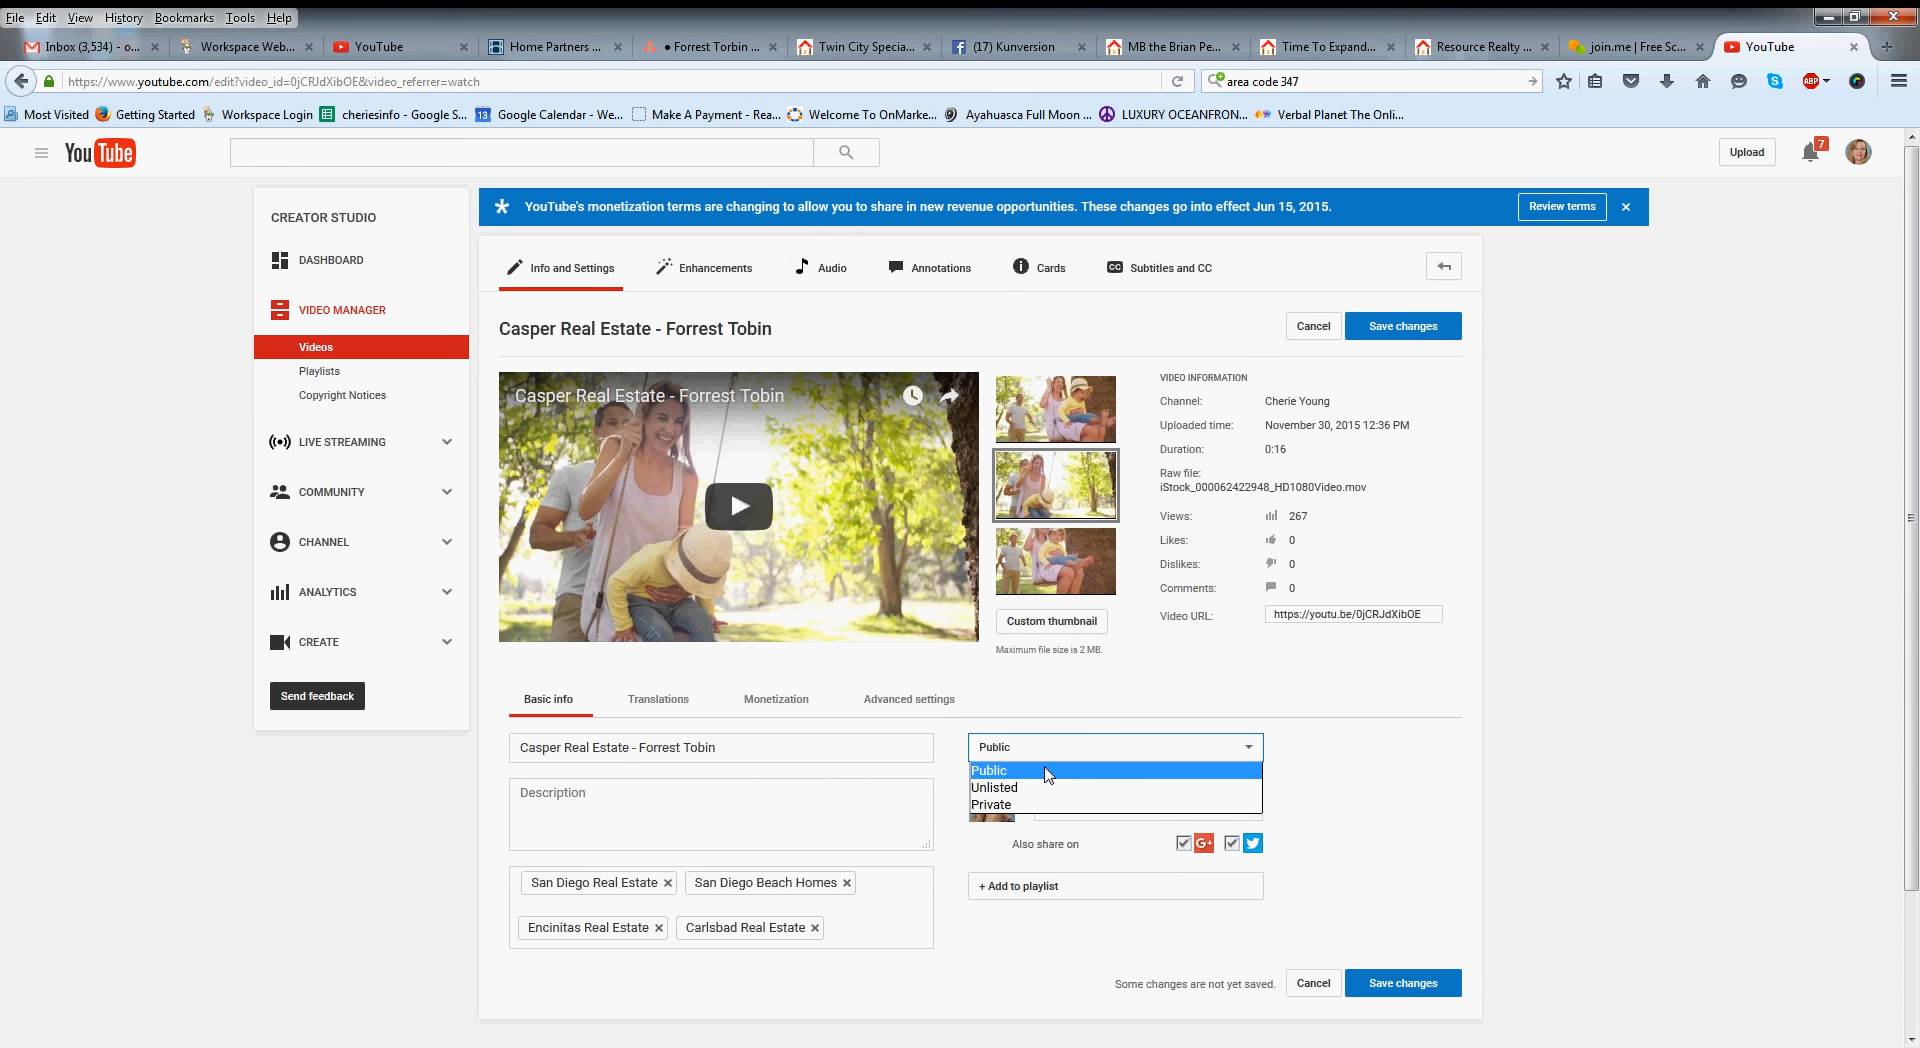 File Edit View History Bookmarks Tools Help
Inbox (3,534) - o... Workspace Web... YouTube Home Partners ... • Forrest Torbin ... Twin City Specia... (17) Kunversion MB the Brian Pe... Time To Expand... Resource Realty ... join.me | Free Sc... YouTube
https://www.youtube.com/edit?video_id=0jCRJdXibOE&video_referrer=watch area code 347 ABP
Most Visited Getting Started Workspace Login cheriesinfo - Google S... 13 Google Calendar - We... Make A Payment - Rea... Welcome To OnMarke... Ayahuasca Full Moon ... LUXURY OCEANFRON... Verbal Planet The Onli...
YouTube Upload 7
CREATOR STUDIO
DASHBOARD
VIDEO MANAGER
Videos
Playlists
Copyright Notices
LIVE STREAMING
COMMUNITY
CHANNEL
ANALYTICS
CREATE
Send feedback
YouTube's monetization terms are changing to allow you to share in new revenue opportunities. These changes go into effect Jun 15, 2015. Review terms
Info and Settings Enhancements Audio Annotations Cards CC Subtitles and CC
Casper Real Estate - Forrest Tobin Cancel Save changes
Casper Real Estate - Forrest Tobin
Custom thumbnail
Maximum file size is 2 MB.
VIDEO INFORMATION
Channel: Cherie Young
Uploaded time: November 30, 2015 12:36 PM
Duration: 0:16
Raw file:
iStock_000062422948_HD1080Video.mov
Views: 267
Likes: 0
Dislikes: 0
Comments: 0
Video URL: https://youtu.be/0jCRJdXibOE
Basic info Translations Monetization Advanced settings
Casper Real Estate - Forrest Tobin
Description
San Diego Real Estate San Diego Beach Homes
Encinitas Real Estate Carlsbad Real Estate
Public
Public
Unlisted
Private
Also share on G+
+ Add to playlist
Some changes are not yet saved. Cancel Save changes